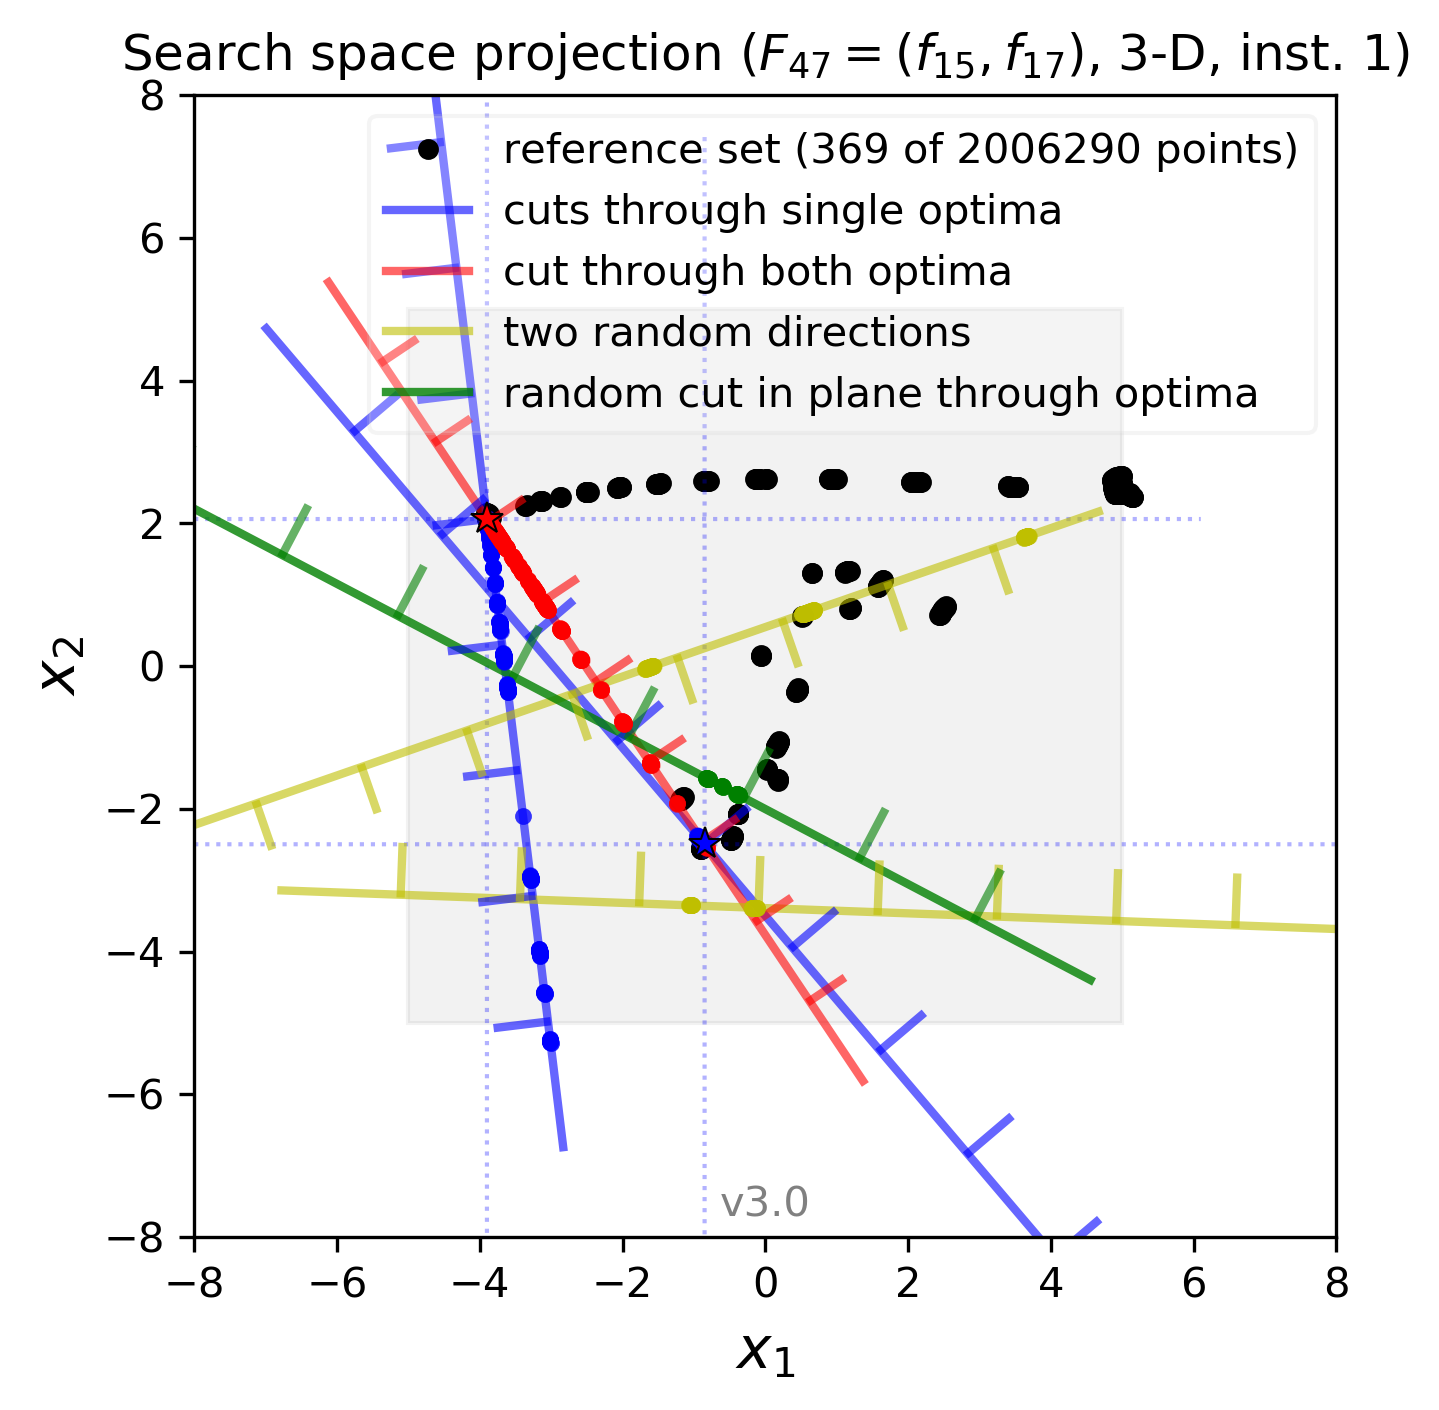 Search space projection (F₄₇ = (f₁₅, f₁₇), 3-D, inst. 1)
8
6
4
2
0
−2
−4
−6
−8
x₂
reference set (369 of 2006290 points)
cuts through single optima
cut through both optima
two random directions
random cut in plane through optima
v3.0
−8 −6 −4 −2 0 2 4 6 8
x₁